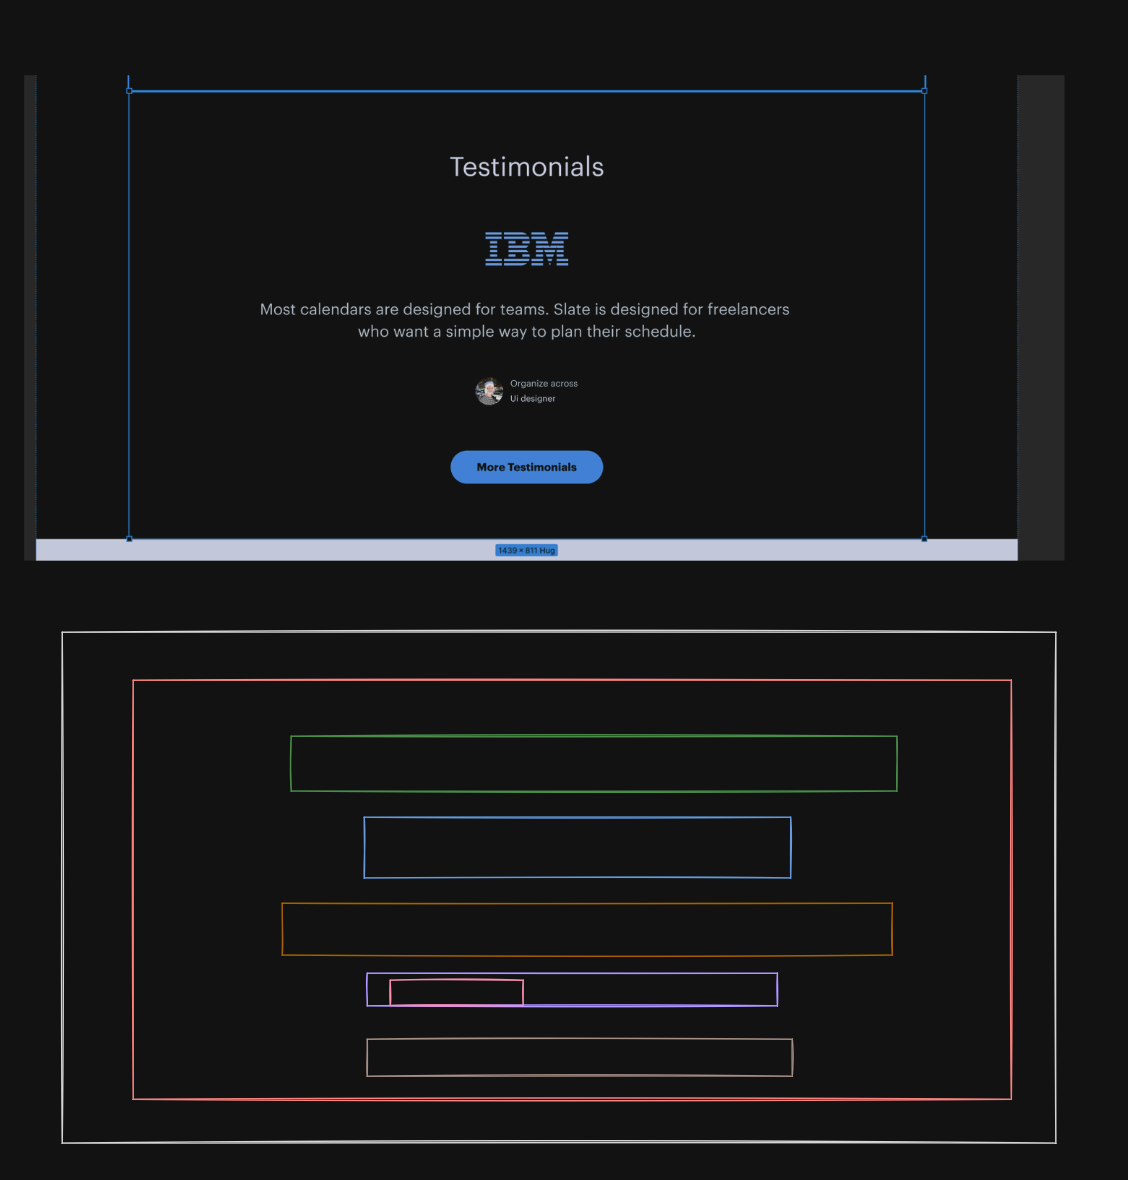 Testimonials
IBM
Most calendars are designed for teams. Slate is designed for freelancers
who want a simple way to plan their schedule.
Organize across
Ui designer
More Testimonials
1439 × 811 Hug